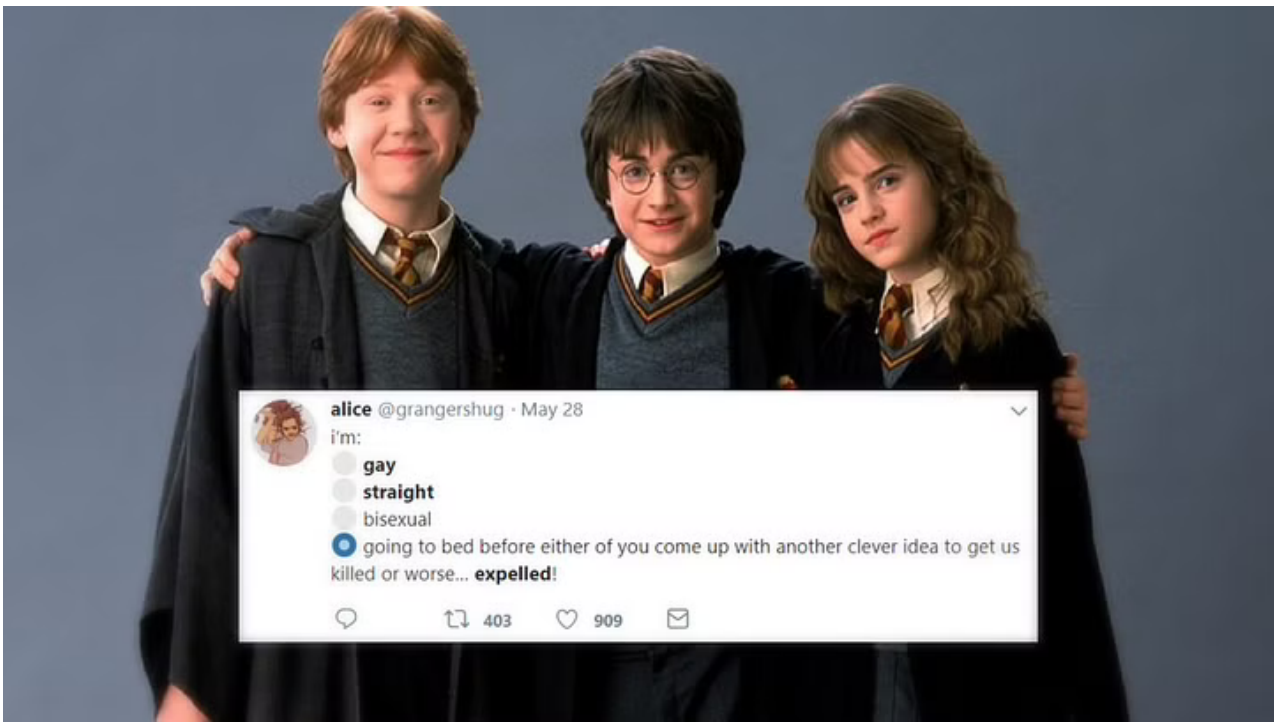 alice @grangershug · May 28
i'm:
gay
straight
bisexual
going to bed before either of you come up with another clever idea to get us
killed or worse... expelled!
403 909